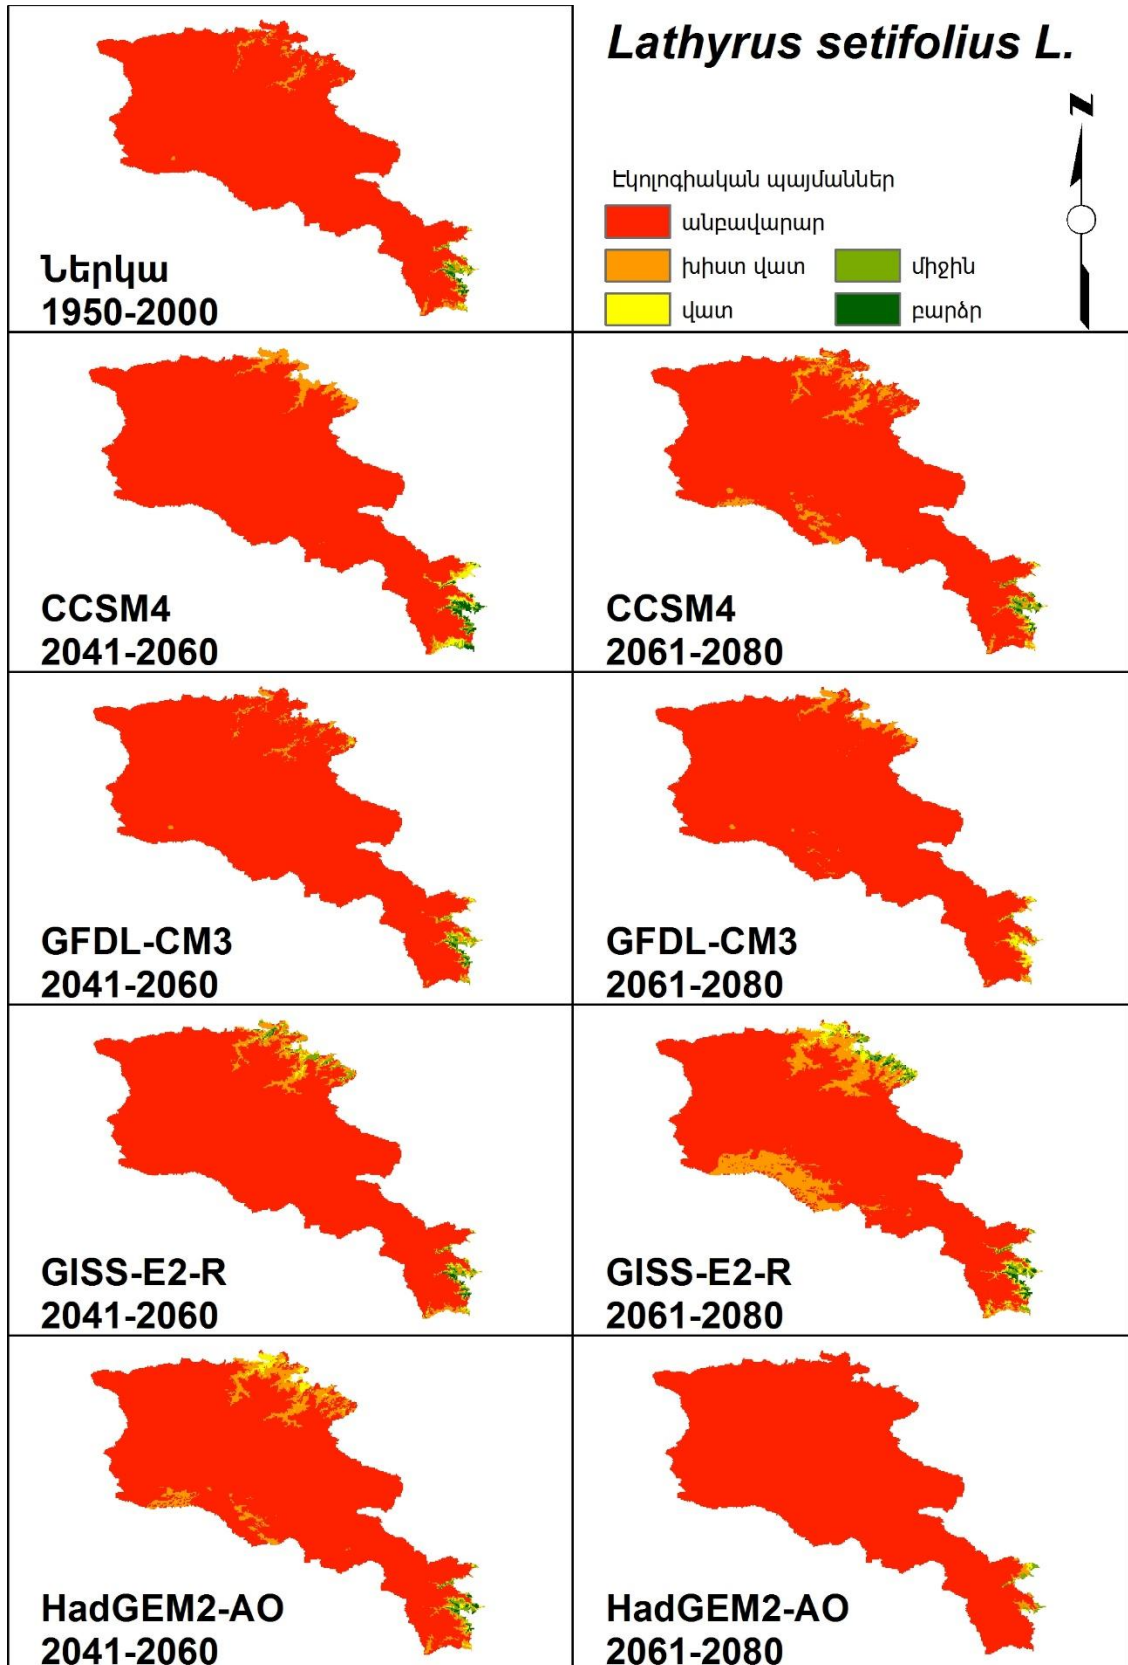 Lathyrus setifolius L.
N
Էկոլոգիական պայմաններ
անբավարար
խիստ վատ
միջին
վատ
բարձր
Ներկա
1950-2000
CCSM4
2041-2060
CCSM4
2061-2080
GFDL-CM3
2041-2060
GFDL-CM3
2061-2080
GISS-E2-R
2041-2060
GISS-E2-R
2061-2080
HadGEM2-AO
2041-2060
HadGEM2-AO
2061-2080